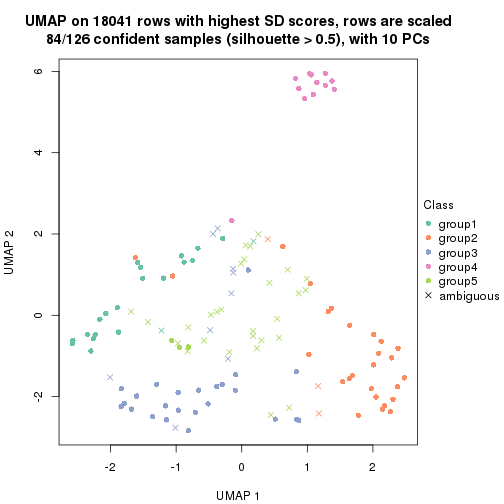 UMAP on 18041 rows with highest SD scores, rows are scaled
84/126 confident samples (silhouette > 0.5), with 10 PCs
6
4
2
0
-2
UMAP 2
-2
-1
0
1
2
UMAP 1
Class
group1
group2
group3
group4
group5
ambiguous